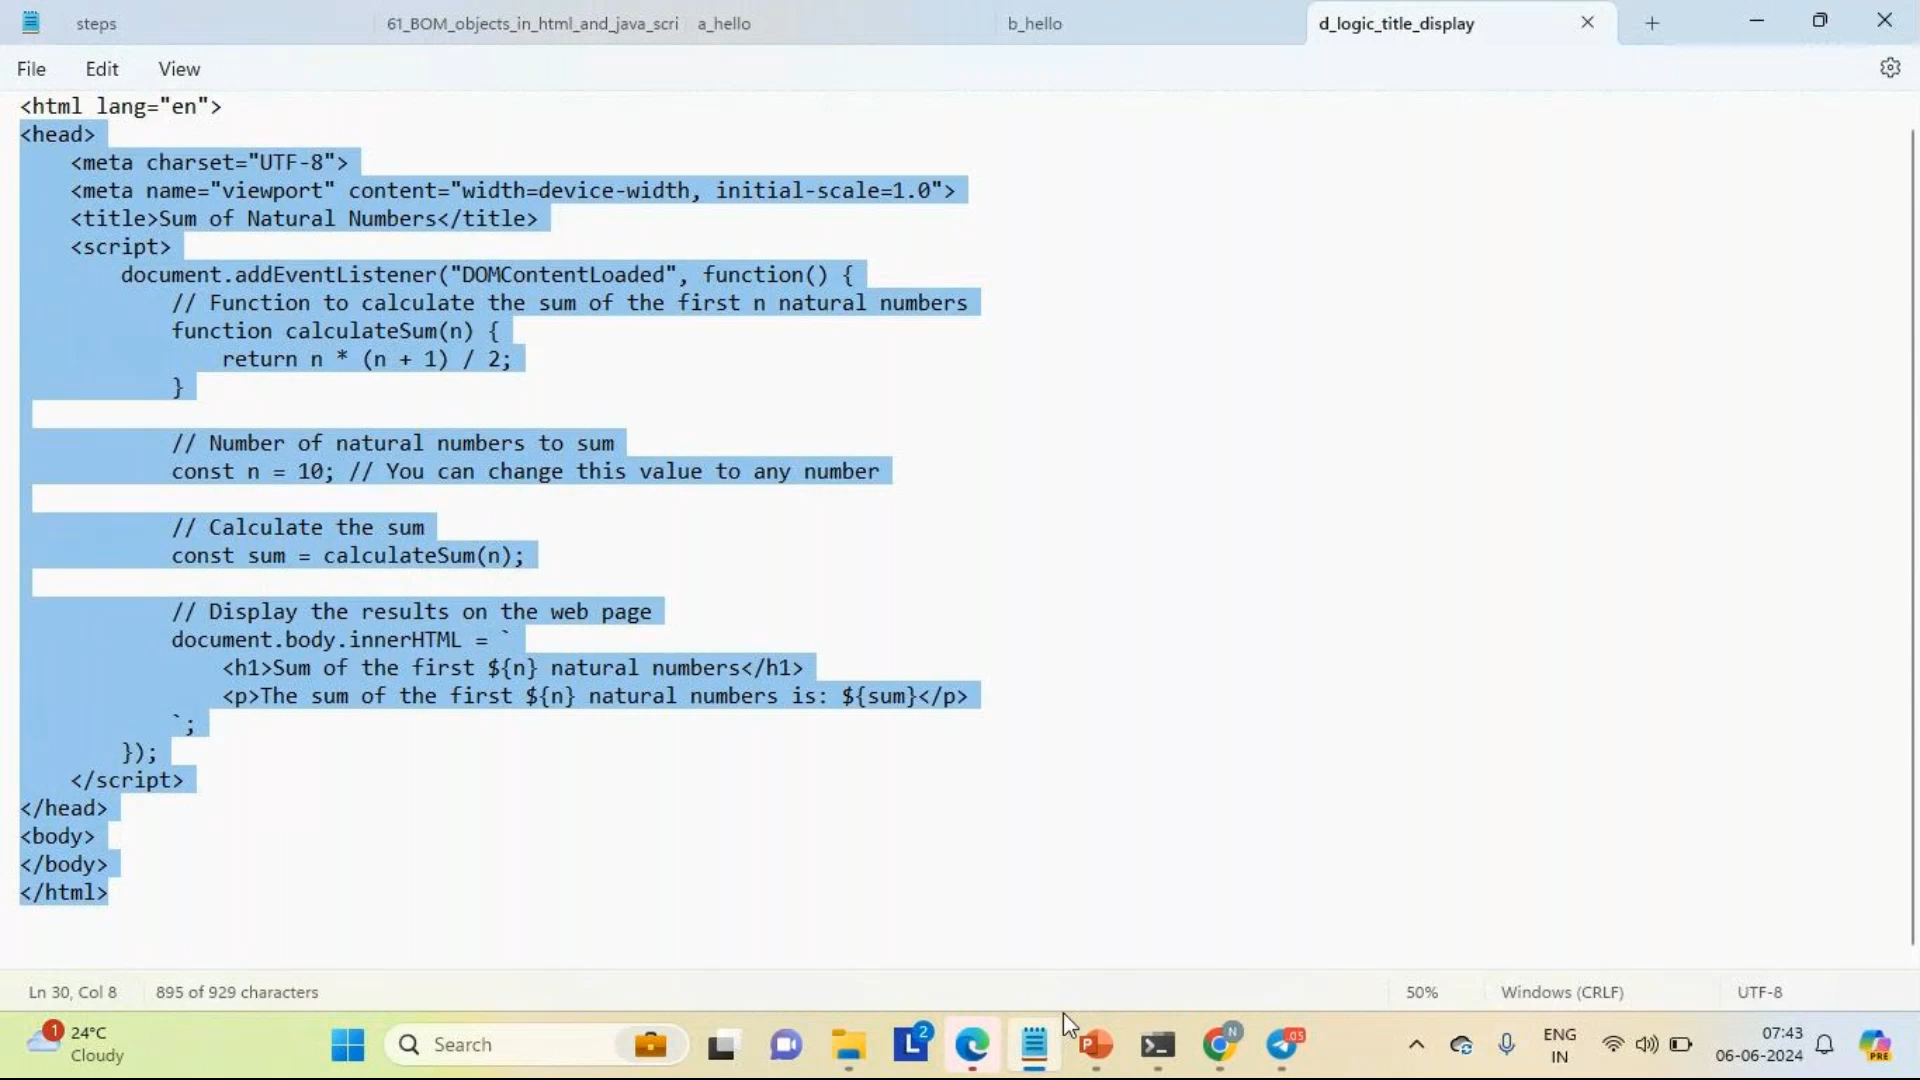 steps 61_BOM_objects_in_html_and_java_scri a_hello b_hello d_logic_title_display
File Edit View
<html lang="en">
<head>
    <meta charset="UTF-8">
    <meta name="viewport" content="width=device-width, initial-scale=1.0">
    <title>Sum of Natural Numbers</title>
    <script>
        document.addEventListener("DOMContentLoaded", function() {
            // Function to calculate the sum of the first n natural numbers
            function calculateSum(n) {
                return n * (n + 1) / 2;
            }
            // Number of natural numbers to sum
            const n = 10; // You can change this value to any number
            // Calculate the sum
            const sum = calculateSum(n);
            // Display the results on the web page
            document.body.innerHTML = `
                <h1>Sum of the first ${n} natural numbers</h1>
                <p>The sum of the first ${n} natural numbers is: ${sum}</p>
            `;
        });
    </script>
</head>
<body>
</body>
</html>
Ln 30, Col 8 895 of 929 characters 50% Windows (CRLF) UTF-8
1 24°C
Cloudy
Search
L 2
P
N
05
ENG
IN
07:43
06-06-2024
PRE